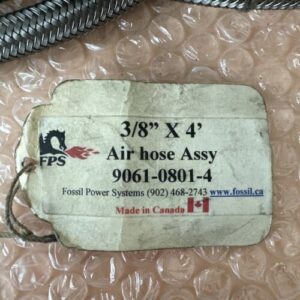 3/8” X 4’
Air hose Assy
FPS
9061-0801-4
Fossil Power Systems (902) 468-2743 www.fossil.ca
Made in Canada